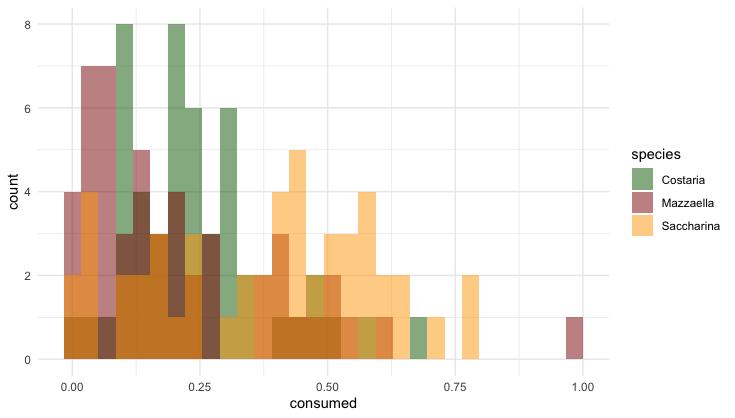 8
6
4
2
0
count
0.00 0.25 0.50 0.75 1.00
consumed
species
Costaria
Mazzaella
Saccharina